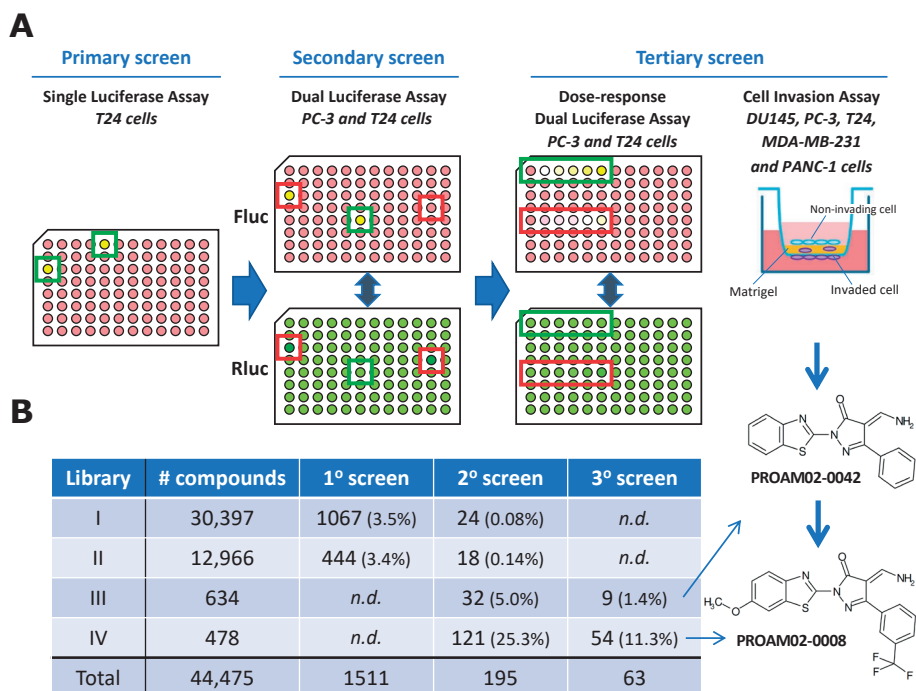 A
Primary screen
Single Luciferase Assay
T24 cells
Secondary screen
Dual Luciferase Assay
PC-3 and T24 cells
Tertiary screen
Dose-response
Dual Luciferase Assay
PC-3 and T24 cells
Cell Invasion Assay
DU145, PC-3, T24,
MDA-MB-231
and PANC-1 cells
Fluc
Rluc
Non-invading cell
Matrigel
Invaded cell
O
N
NH₂
N
S
N
PROAM02-0042
O
N
NH₂
N
CH₃
O
S
N
F
F
F
PROAM02-0008
B
Library # compounds 1º screen 2º screen 3º screen
I 30,397 1067 (3.5%) 24 (0.08%) n.d.
II 12,966 444 (3.4%) 18 (0.14%) n.d.
III 634 n.d. 32 (5.0%) 9 (1.4%)
IV 478 n.d. 121 (25.3%) 54 (11.3%)
Total 44,475 1511 195 63